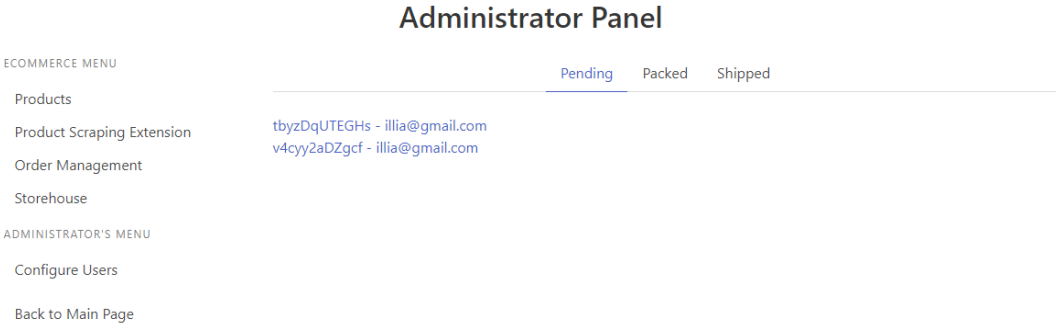 Administrator Panel
ECOMMERCE MENU
Products
Product Scraping Extension
Order Management
Storehouse
ADMINISTRATOR'S MENU
Configure Users
Back to Main Page
Pending Packed Shipped
tbyzDqUTEGHs - illia@gmail.com
v4cyy2aDZgcf - illia@gmail.com